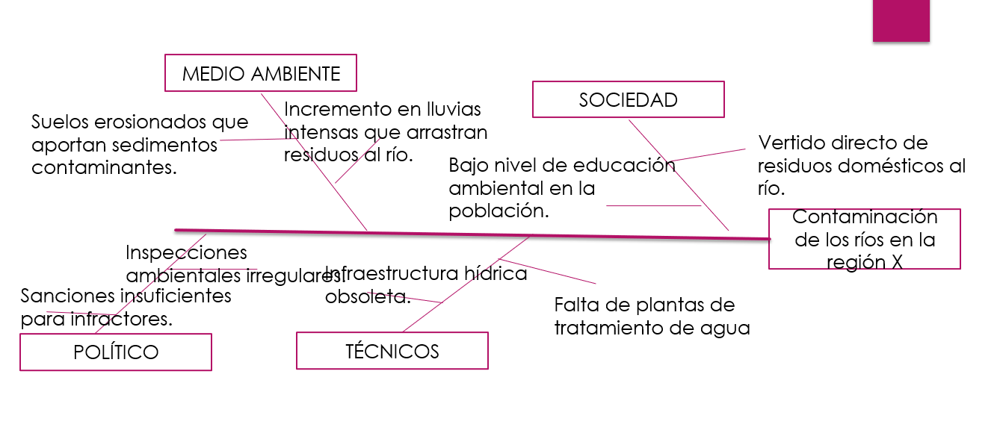 MEDIO AMBIENTE
SOCIEDAD
Suelos erosionados que
aportan sedimentos
contaminantes.
Incremento en lluvias
intensas que arrastran
residuos al río.
Bajo nivel de educación
ambiental en la
población.
Vertido directo de
residuos domésticos al
río.
Contaminación
de los ríos en la
región X
Inspecciones
ambientales irregulares.
Sanciones insuficientes
para infractores.
Infraestructura hídrica
obsoleta.
Falta de plantas de
tratamiento de agua
POLÍTICO
TÉCNICOS